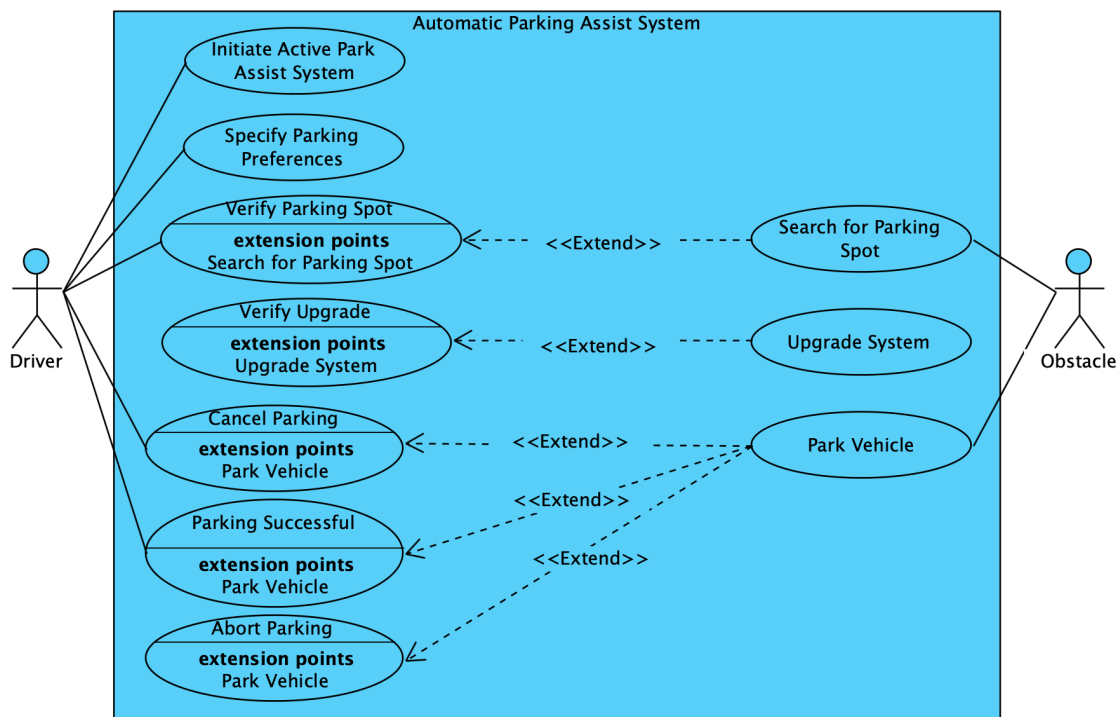 Automatic Parking Assist System
Initiate Active Park
Assist System
Specify Parking
Preferences
Verify Parking Spot
extension points
Search for Parking Spot
<<Extend>>
Search for Parking
Spot
Verify Upgrade
extension points
Upgrade System
<<Extend>>
Upgrade System
Driver
Obstacle
Cancel Parking
extension points
Park Vehicle
<<Extend>>
Park Vehicle
Parking Successful
extension points
Park Vehicle
<<Extend>>
<<Extend>>
Abort Parking
extension points
Park Vehicle